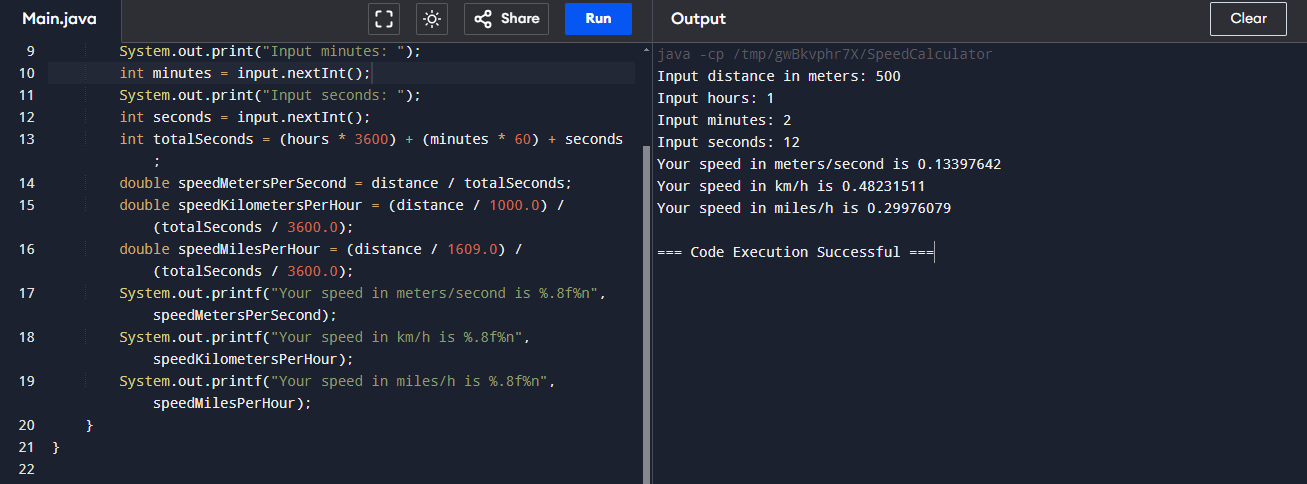 Main.java
Share
Run
Output
Clear
9 System.out.print("Input minutes: ");
10 int minutes = input.nextInt();
11 System.out.print("Input seconds: ");
12 int seconds = input.nextInt();
13 int totalSeconds = (hours * 3600) + (minutes * 60) + seconds
;
14 double speedMetersPerSecond = distance / totalSeconds;
15 double speedKilometersPerHour = (distance / 1000.0) /
(totalSeconds / 3600.0);
16 double speedMilesPerHour = (distance / 1609.0) /
(totalSeconds / 3600.0);
17 System.out.printf("Your speed in meters/second is %.8f%n",
speedMetersPerSecond);
18 System.out.printf("Your speed in km/h is %.8f%n",
speedKilometersPerHour);
19 System.out.printf("Your speed in miles/h is %.8f%n",
speedMilesPerHour);
20 }
21 }
22
java -cp /tmp/gwBkvphr7X/SpeedCalculator
Input distance in meters: 500
Input hours: 1
Input minutes: 2
Input seconds: 12
Your speed in meters/second is 0.13397642
Your speed in km/h is 0.48231511
Your speed in miles/h is 0.29976079
=== Code Execution Successful ===